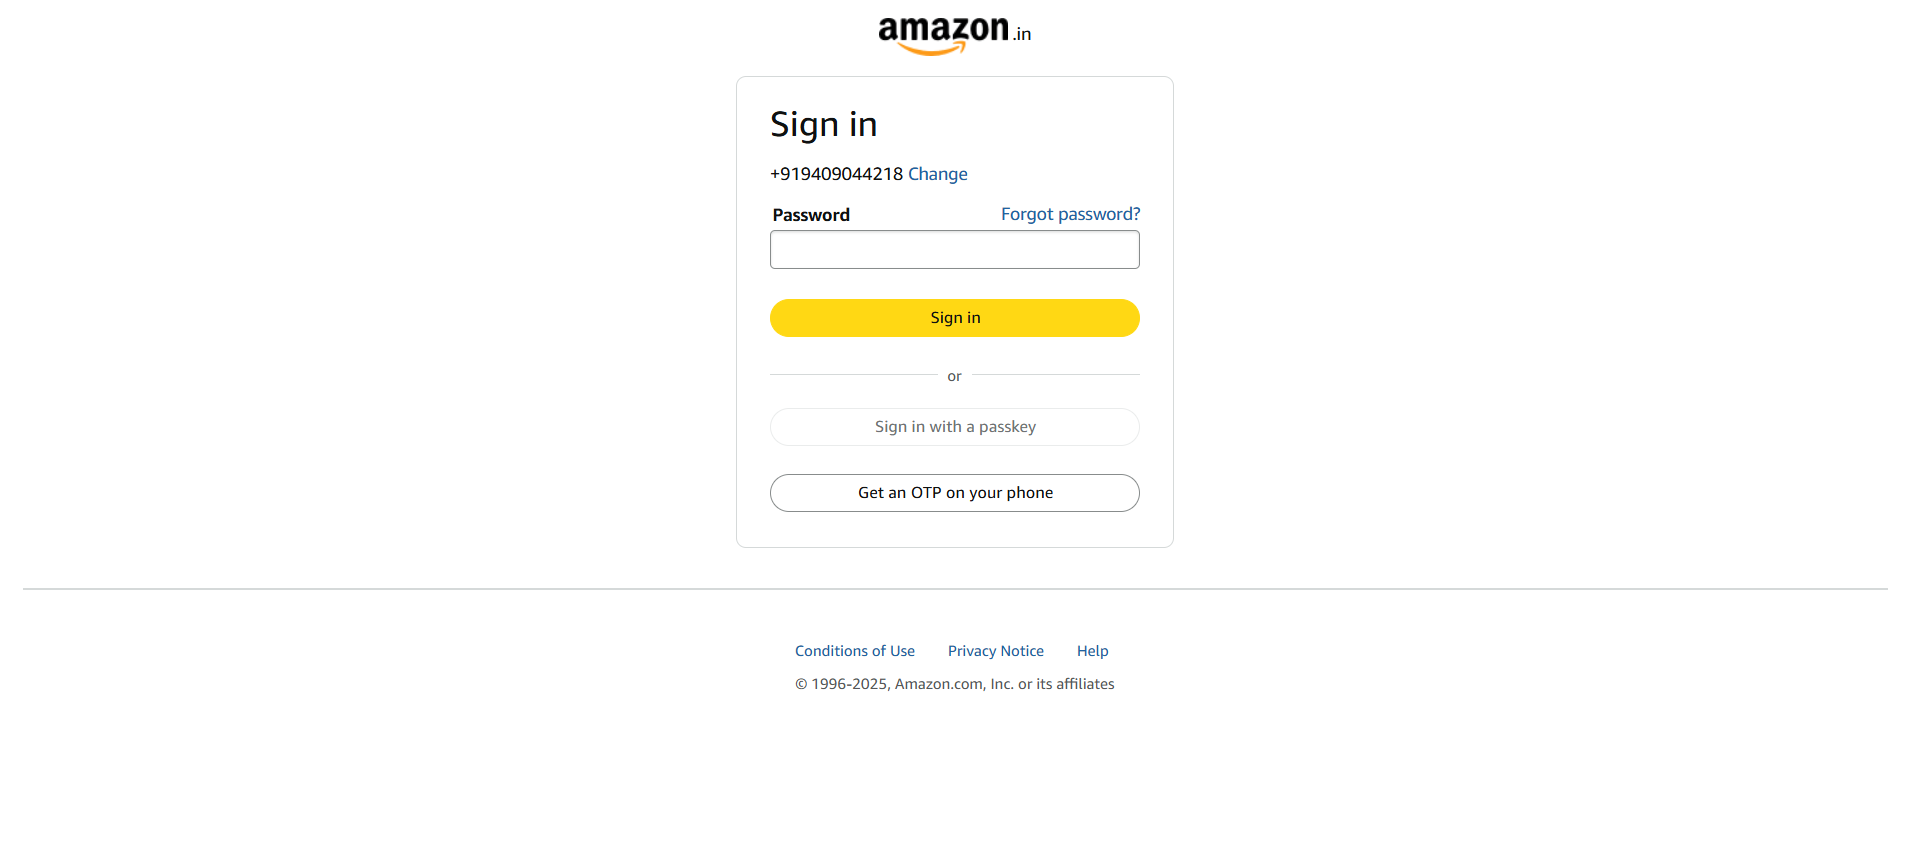 amazon.in
Sign in
+919409044218 Change
Password Forgot password?
Sign in
or
Sign in with a passkey
Get an OTP on your phone
Conditions of Use Privacy Notice Help
© 1996-2025, Amazon.com, Inc. or its affiliates